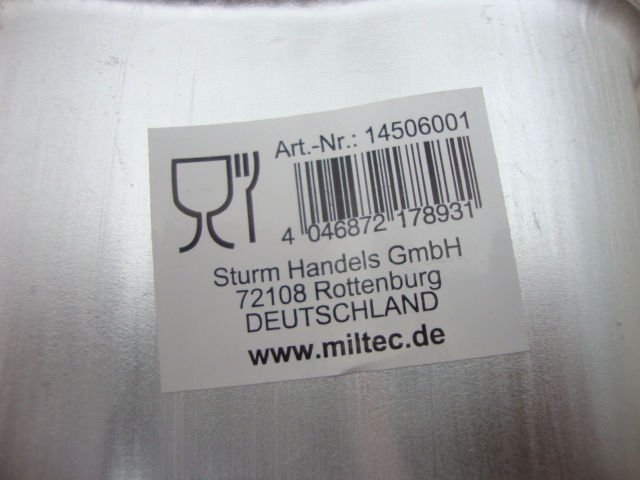 Art.-Nr.: 14506001
4 046872 178931
Sturm Handels GmbH
72108 Rottenburg
DEUTSCHLAND
www.miltec.de